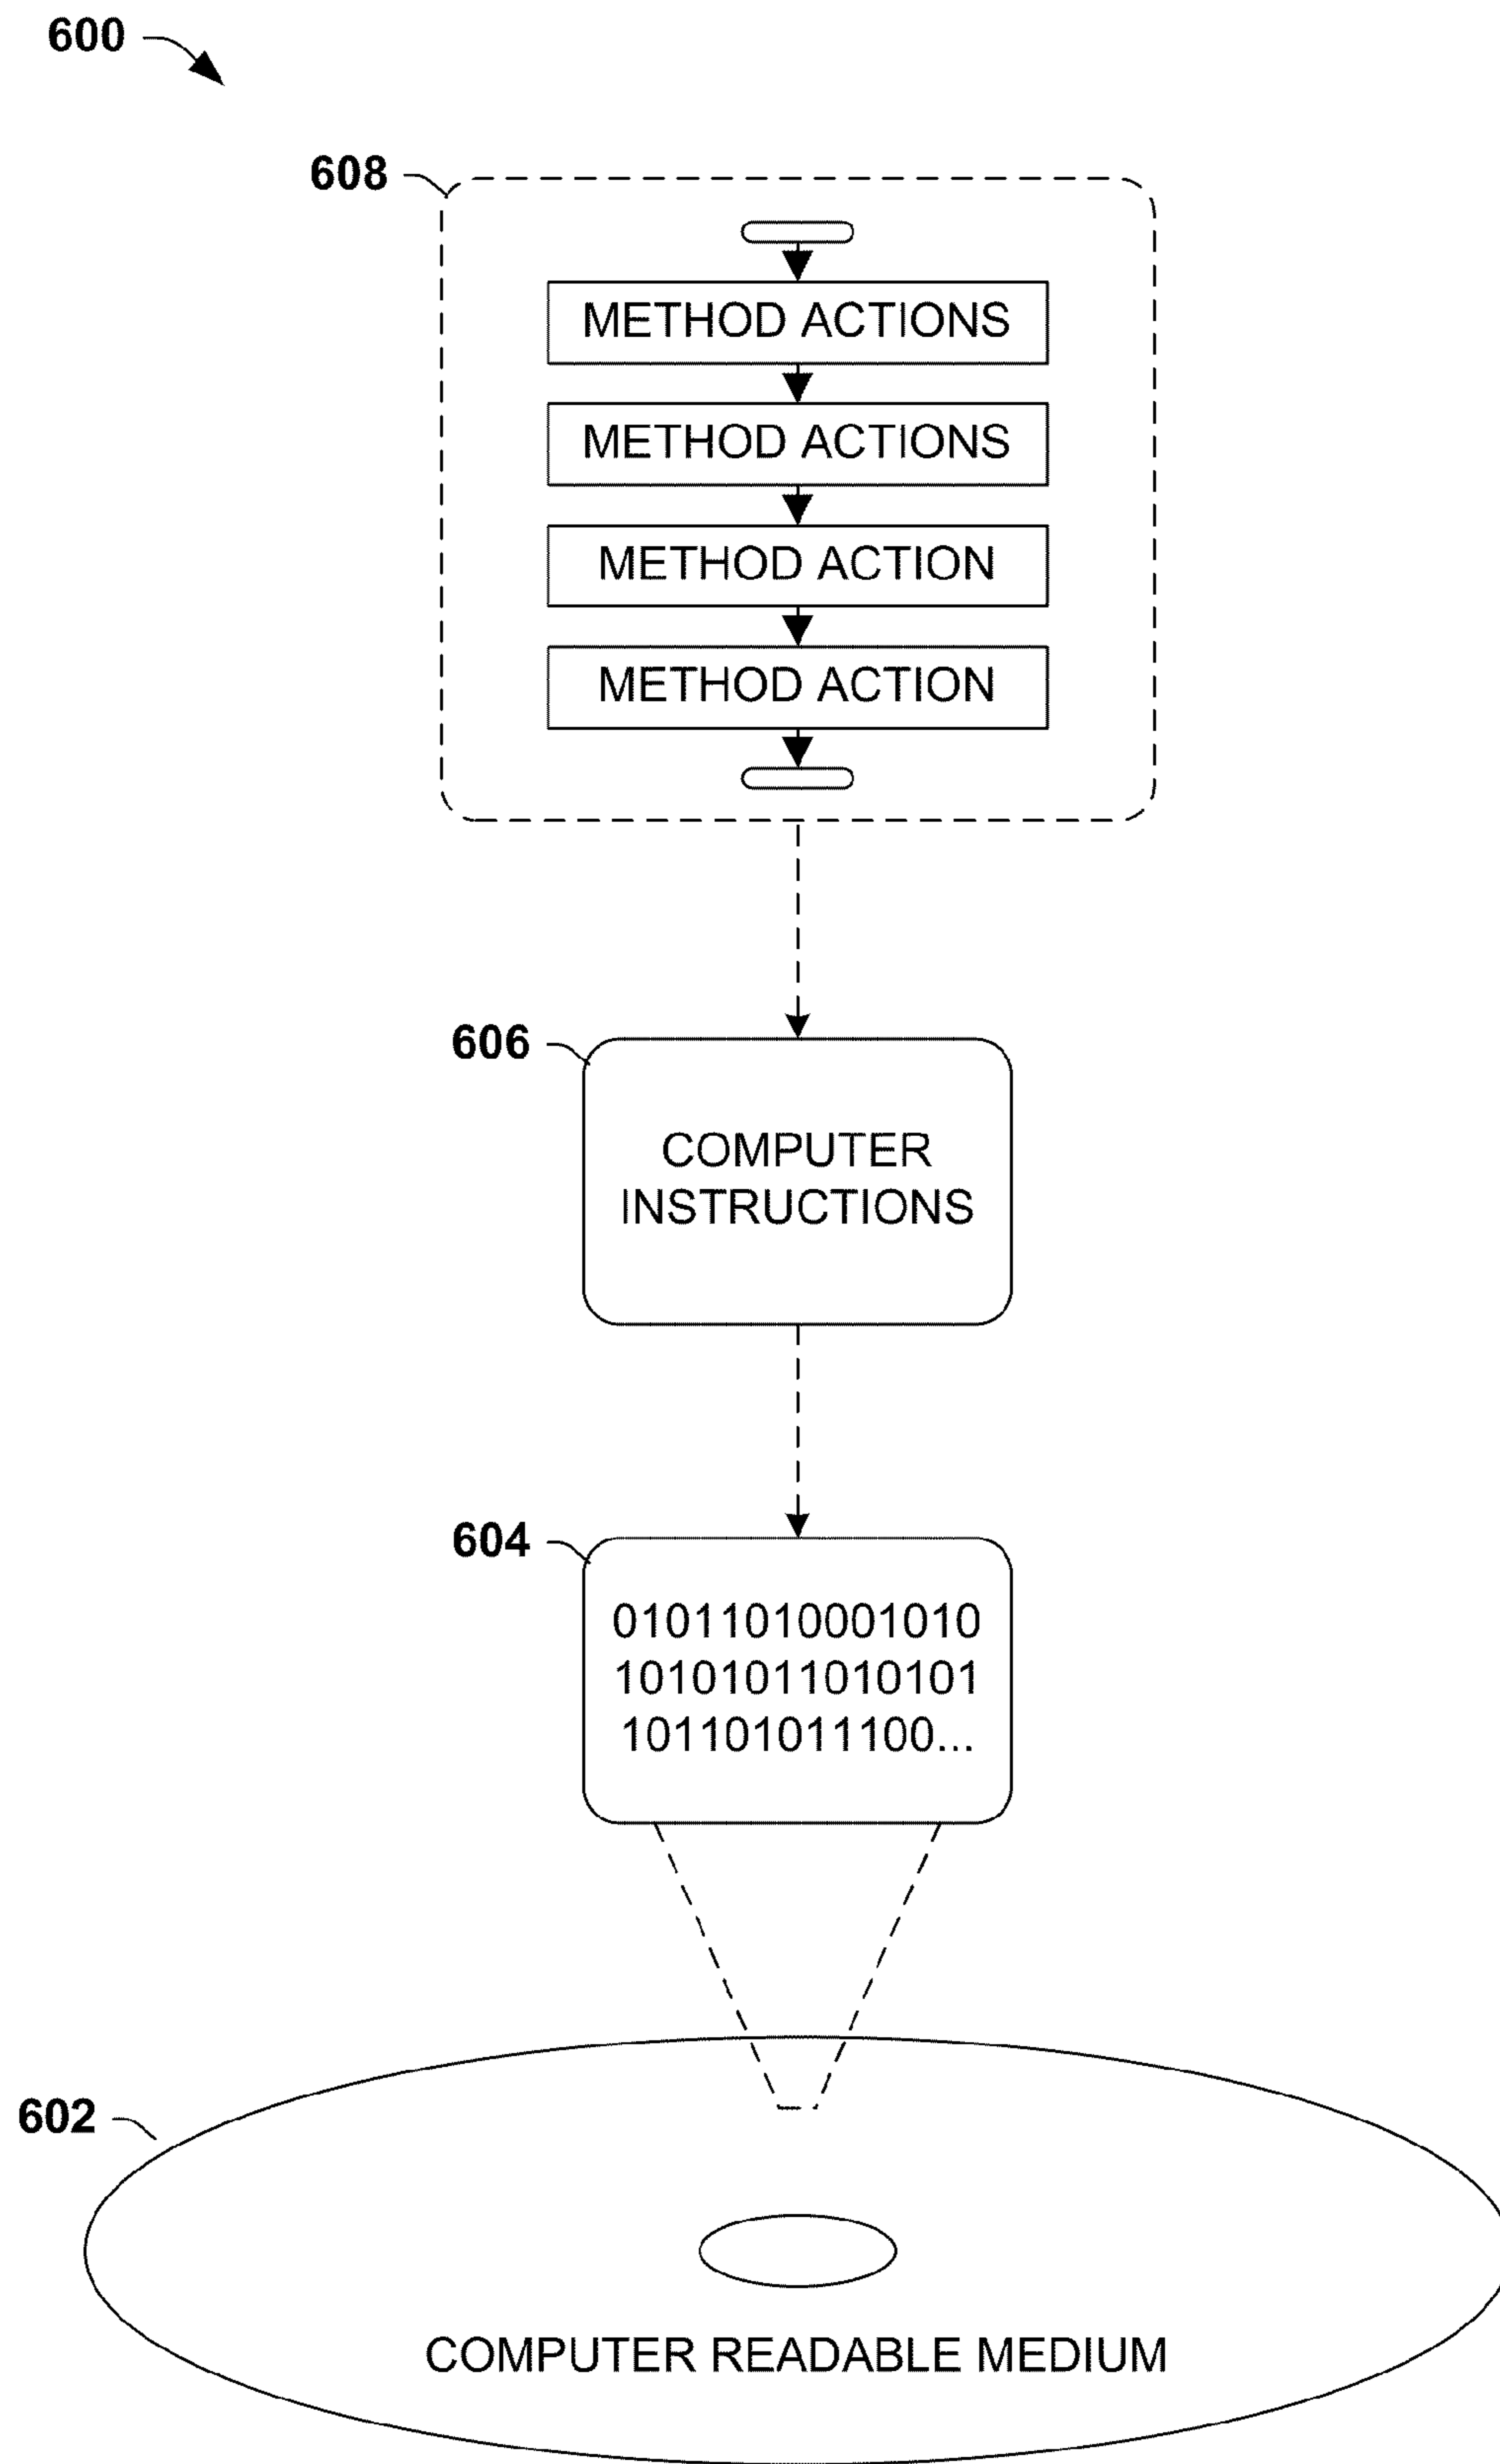 600
608
METHOD ACTIONS
METHOD ACTIONS
METHOD ACTION
METHOD ACTION
606
COMPUTER
INSTRUCTIONS
604
01011010001010
10101011010101
101101011100...
602
COMPUTER READABLE MEDIUM